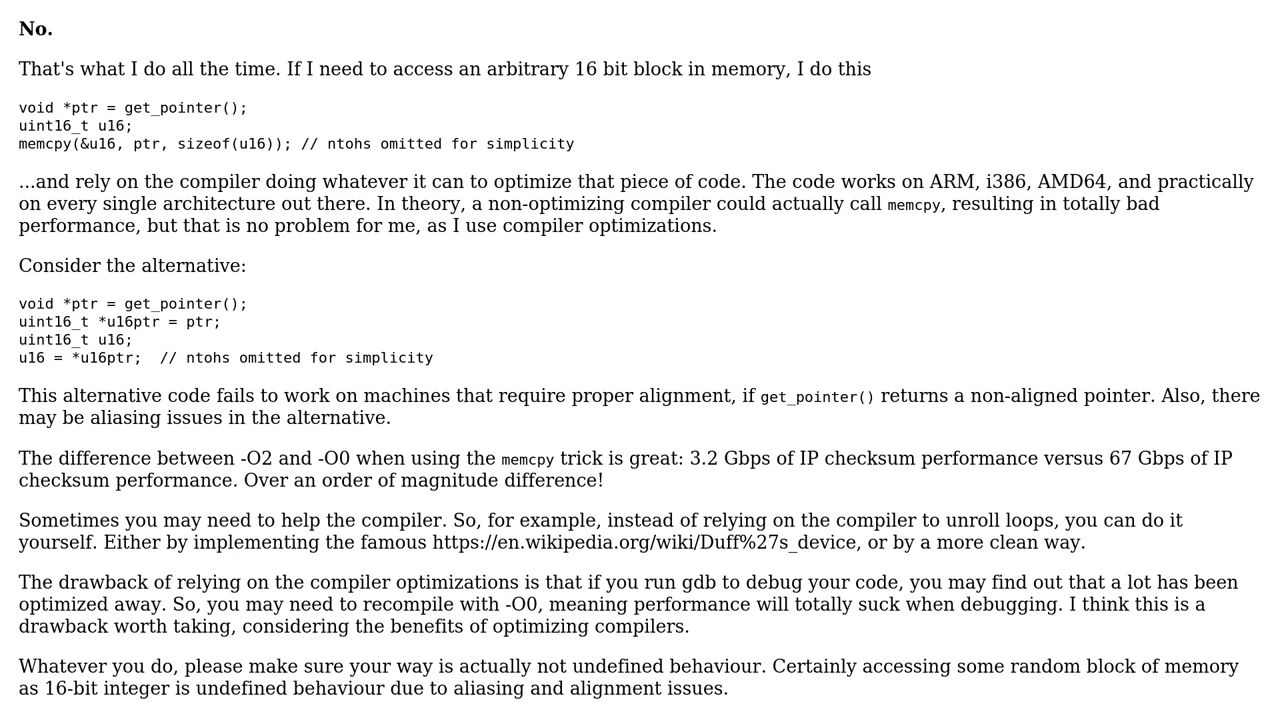 No.
That's what I do all the time. If I need to access an arbitrary 16 bit block in memory, I do this
void *ptr = get_pointer();
uint16_t u16;
memcpy(&u16, ptr, sizeof(u16)); // ntohs omitted for simplicity
...and rely on the compiler doing whatever it can to optimize that piece of code. The code works on ARM, i386, AMD64, and practically
on every single architecture out there. In theory, a non-optimizing compiler could actually call memcpy, resulting in totally bad
performance, but that is no problem for me, as I use compiler optimizations.
Consider the alternative:
void *ptr = get_pointer();
uint16_t *u16ptr = ptr;
uint16_t u16;
u16 = *u16ptr;  // ntohs omitted for simplicity
This alternative code fails to work on machines that require proper alignment, if get_pointer() returns a non-aligned pointer. Also, there
may be aliasing issues in the alternative.
The difference between -O2 and -O0 when using the memcpy trick is great: 3.2 Gbps of IP checksum performance versus 67 Gbps of IP
checksum performance. Over an order of magnitude difference!
Sometimes you may need to help the compiler. So, for example, instead of relying on the compiler to unroll loops, you can do it
yourself. Either by implementing the famous https://en.wikipedia.org/wiki/Duff%27s_device, or by a more clean way.
The drawback of relying on the compiler optimizations is that if you run gdb to debug your code, you may find out that a lot has been
optimized away. So, you may need to recompile with -O0, meaning performance will totally suck when debugging. I think this is a
drawback worth taking, considering the benefits of optimizing compilers.
Whatever you do, please make sure your way is actually not undefined behaviour. Certainly accessing some random block of memory
as 16-bit integer is undefined behaviour due to aliasing and alignment issues.